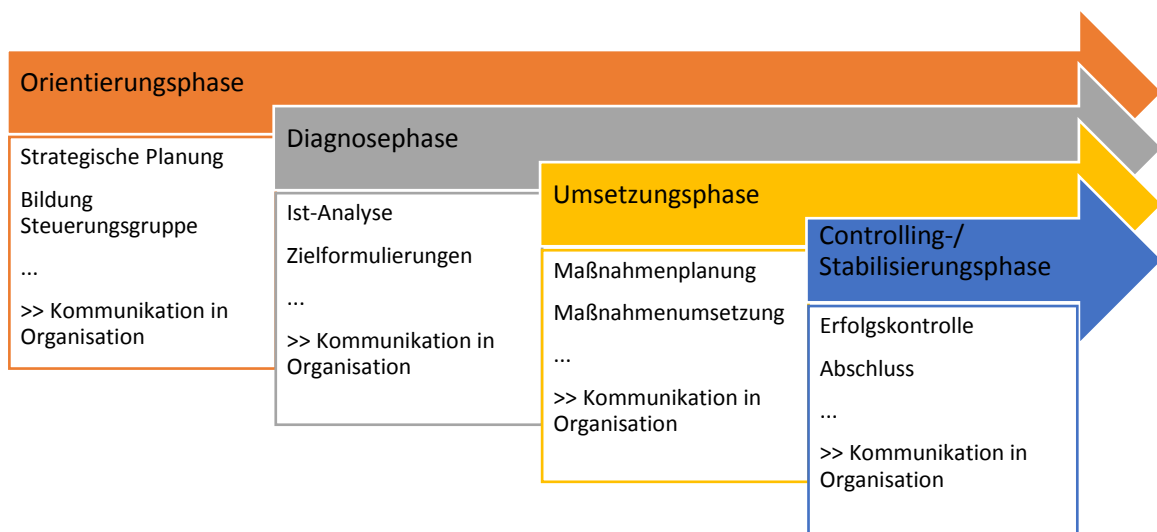 Orientierungsphase
Strategische Planung
Bildung
Steuerungsgruppe
...
>> Kommunikation in
Organisation
Diagnosephase
Ist-Analyse
Zielformulierungen
...
>> Kommunikation in
Organisation
Umsetzungsphase
Maßnahmenplanung
Maßnahmenumsetzung
...
>> Kommunikation in
Organisation
Controlling-/
Stabilisierungsphase
Erfolgskontrolle
Abschluss
...
>> Kommunikation in
Organisation